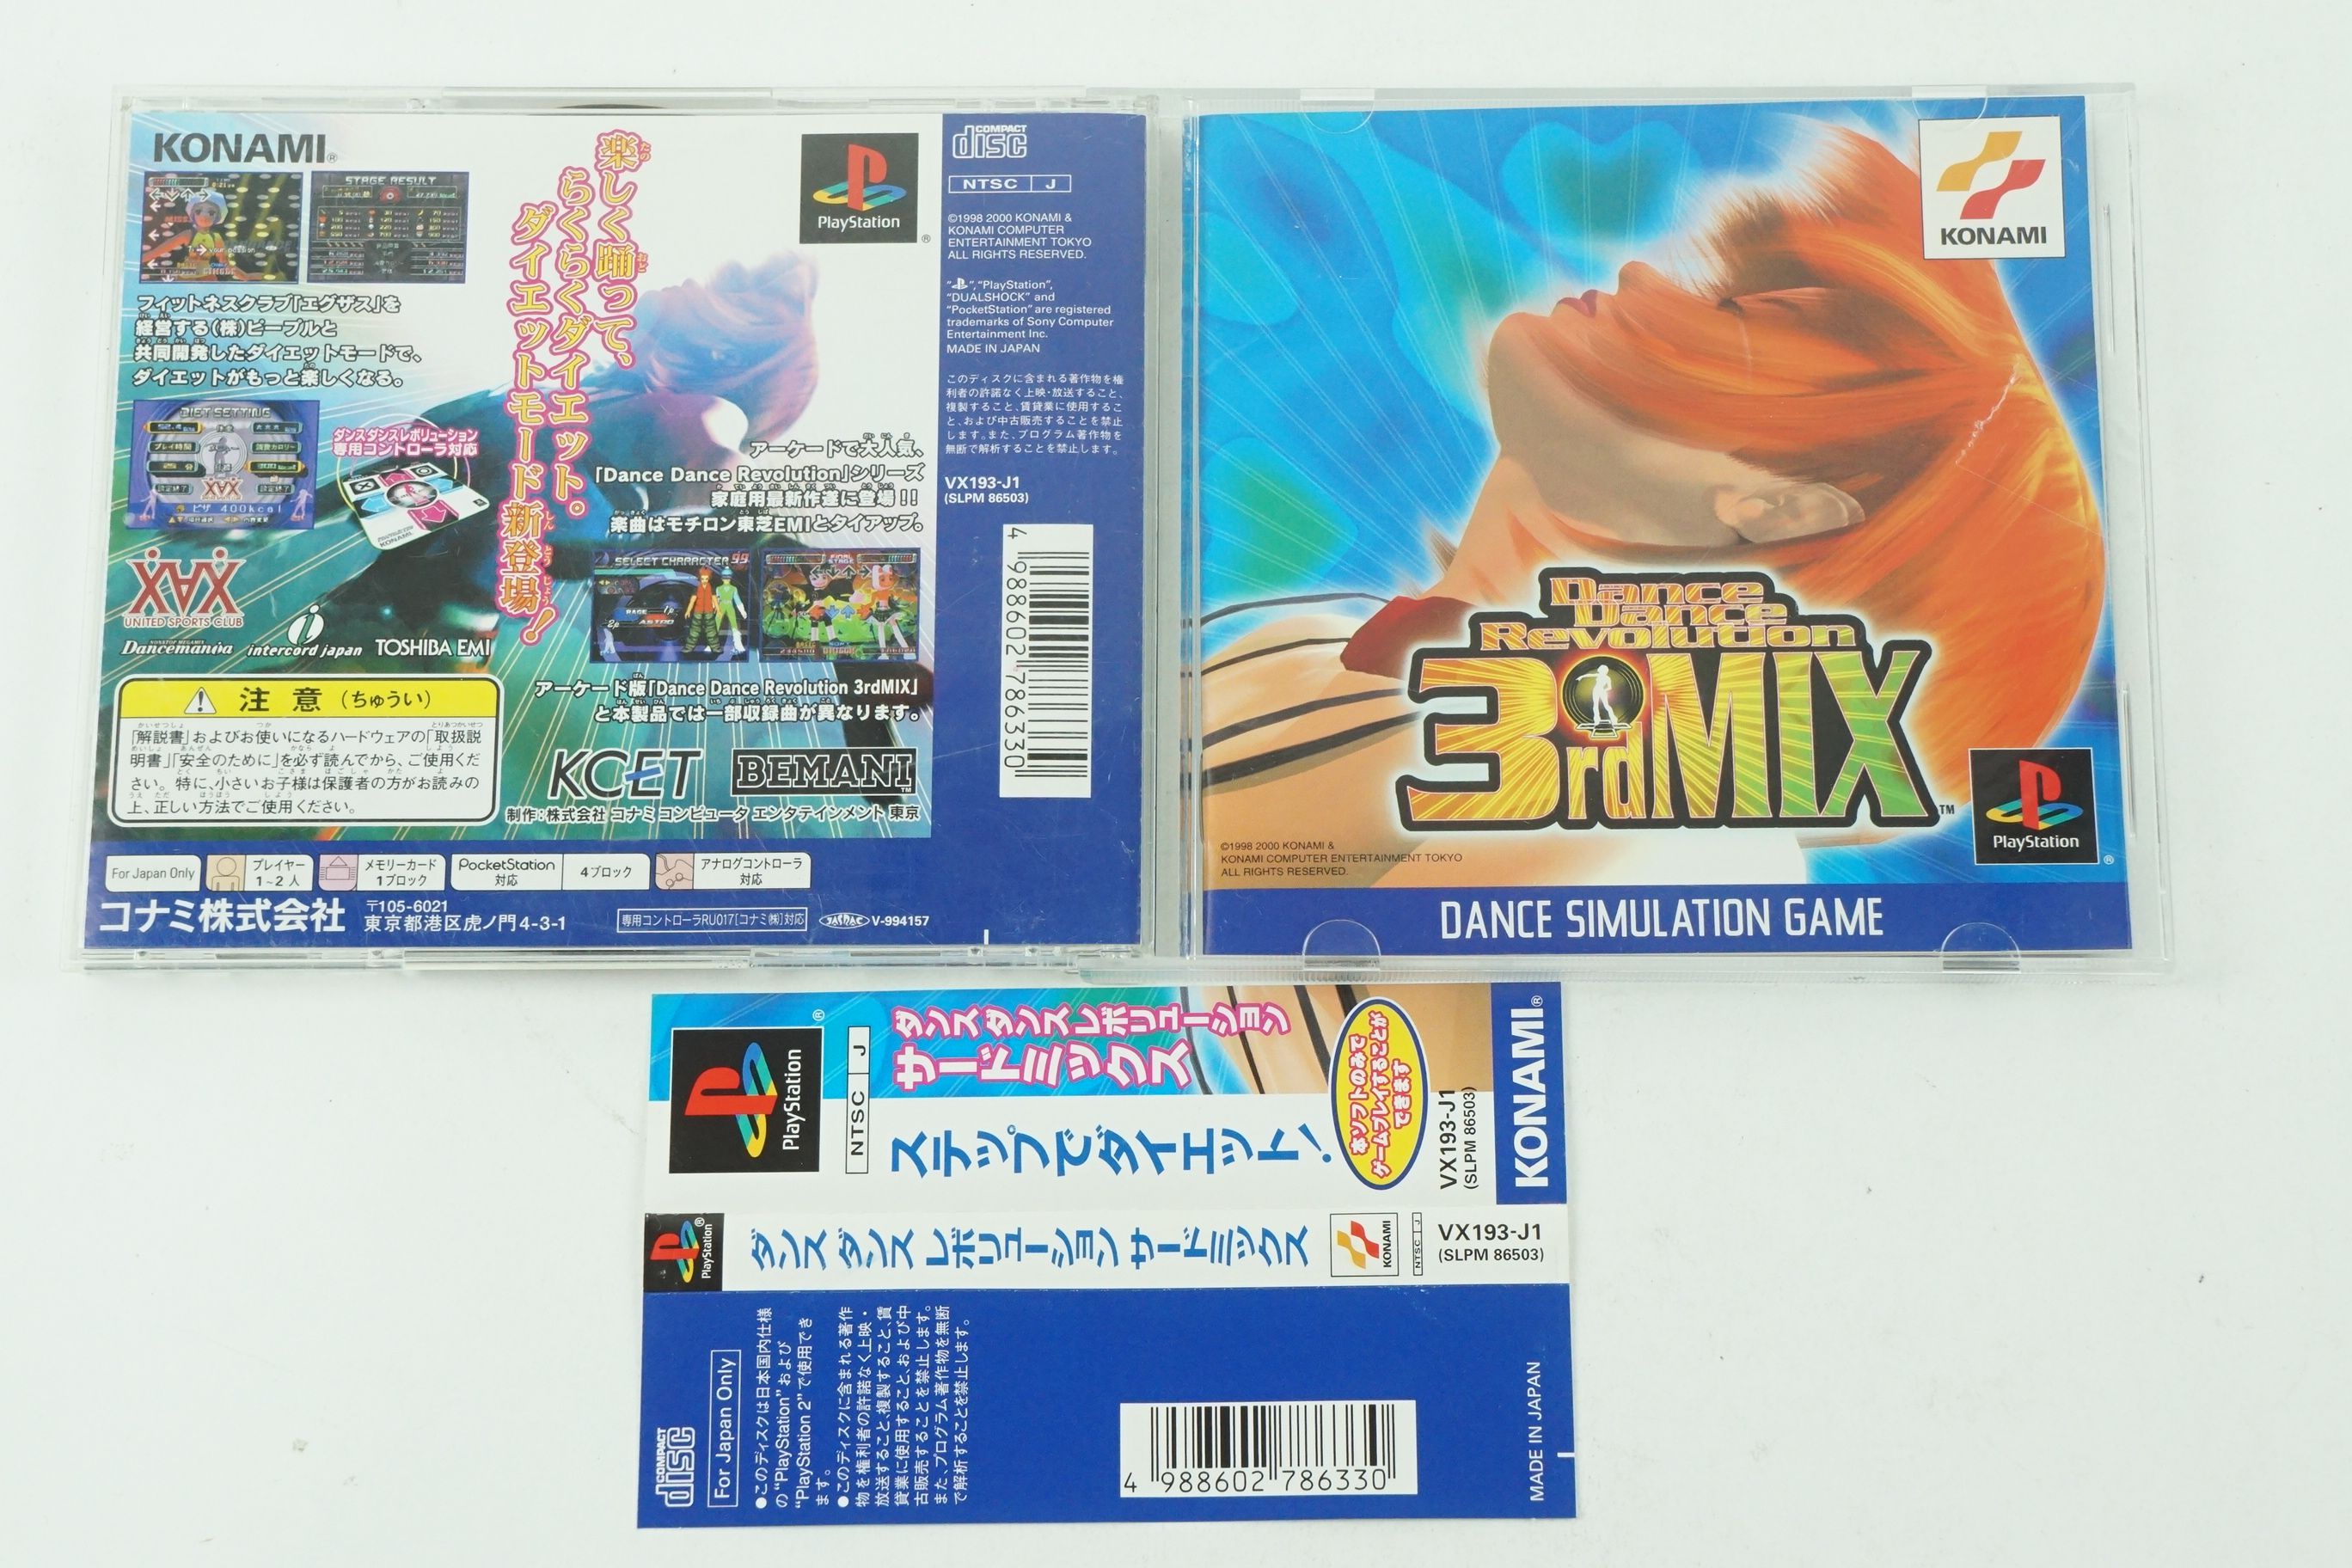 KONAMI®
STAGE RESULT
フィットネスクラブ「エグザス」を
経営する(株)ピープルと
共同開発したダイエットモードで、
ダイエットがもっと楽しくなる。
DIET SETTING
プレイ時間
ピザ 400kcal
ダンスダンスレボリューション
専用コントローラ対応
XAX
UNITED SPORTS CLUB
NONSTOP MEGAMIX
Dancemania
intercord japan
TOSHIBA EMI
楽しく踊って、
らくらくダイエット。
ダイエットモード新登場!
PlayStation
®
アーケードで大人気、
「Dance Dance Revolution」シリーズ
家庭用最新作遂に登場!!
楽曲はモチロン東芝EMIとタイアップ。
SELECT CHARACTER
FINAL STAGE
アーケード版「Dance Dance Revolution 3rdMIX」
と本製品では一部収録曲が異なります。
KCET
BEMANI™
制作:株式会社 コナミコンピュータ エンタテインメント 東京
注 意 (ちゅうい)
「解説書」およびお使いになるハードウェアの「取扱説
明書」「安全のために」を必ず読んでから、ご使用くだ
さい。特に、小さいお子様は保護者の方がお読みの
上、正しい方法でご使用ください。
For Japan Only
プレイヤー
1~2 人
メモリーカード
1ブロック
PocketStation
対応
4ブロック
アナログコントローラ
対応
コナミ株式会社
〒105-6021
東京都港区虎ノ門4-3-1
専用コントローラRU017[コナミ㈱]対応
JASRAC
V-994157
COMPACT
disc
NTSC J
©1998 2000 KONAMI &
KONAMI COMPUTER
ENTERTAINMENT TOKYO
ALL RIGHTS RESERVED.
"PS", "PlayStation",
"DUALSHOCK" and
"PocketStation" are registered
trademarks of Sony Computer
Entertainment Inc.
MADE IN JAPAN
このディスクに含まれる著作物を権
利者の許諾なく上映・放送すること、
複製すること、賃貸業に使用するこ
と、および中古販売することを禁止
します。また、プログラム著作物を
無断で解析することを禁止します。
VX193-J1
(SLPM 86503)
4 988602 786330
KONAMI
Dance
Dance
Revolution
3rdMIX™
PlayStation
®
©1998 2000 KONAMI &
KONAMI COMPUTER ENTERTAINMENT TOKYO
ALL RIGHTS RESERVED.
DANCE SIMULATION GAME
PlayStation
®
NTSC J
ダンスダンスレボリューション
サードミックス
ステップでダイエット!
本ソフトのみで
ゲームプレイすることが
できます
VX193-J1
(SLPM 86503)
KONAMI®
PlayStation®
ダンスダンスレボリューション サードミックス
KONAMI
NTSC J
VX193-J1
(SLPM 86503)
COMPACT
disc
For Japan Only
●このディスクは日本国内仕様
の"PlayStation"および
"PlayStation 2"で使用でき
ます。
●このディスクに含まれる著作
物を権利者の許諾なく上映・
放送すること、複製すること、賃
貸業に使用すること、および中
古販売することを禁止します。
また、プログラム著作物を無断
で解析することを禁止します。
4 988602 786330
MADE IN JAPAN